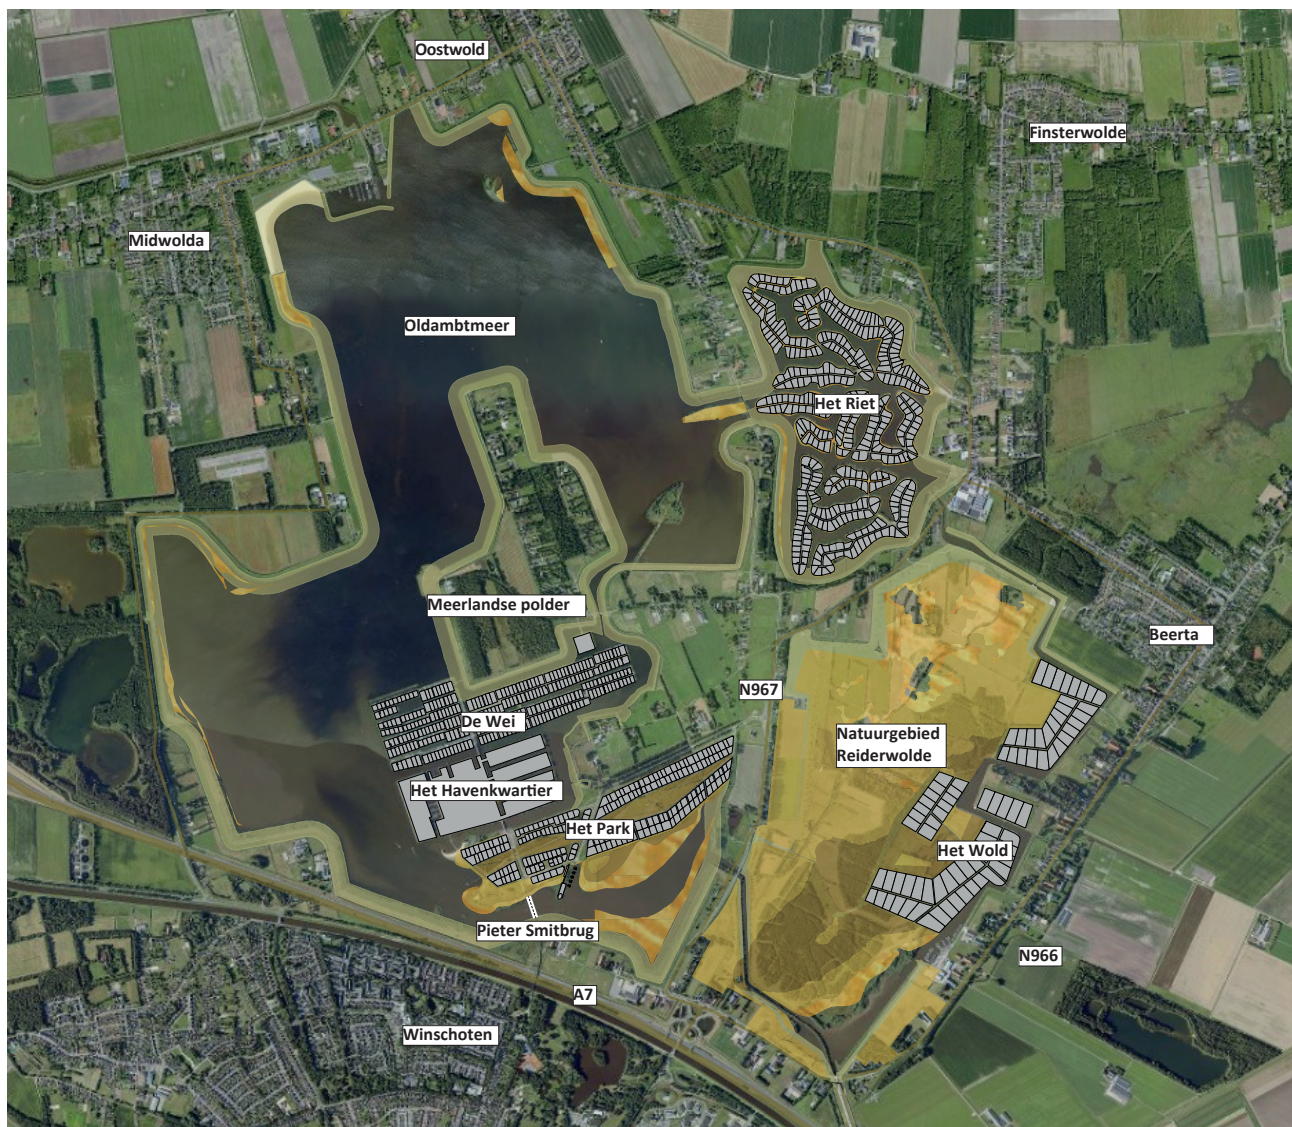 Oostwold
Finsterwolde
Midwolda
Oldambtmeer
Het Riet
Meerlandse polder
Beerta
N967
De Wei
Natuurgebied
Reiderwolde
Het Havenkwartier
Het Park
Het Wold
Pieter Smitbrug
N966
A7
Winschoten